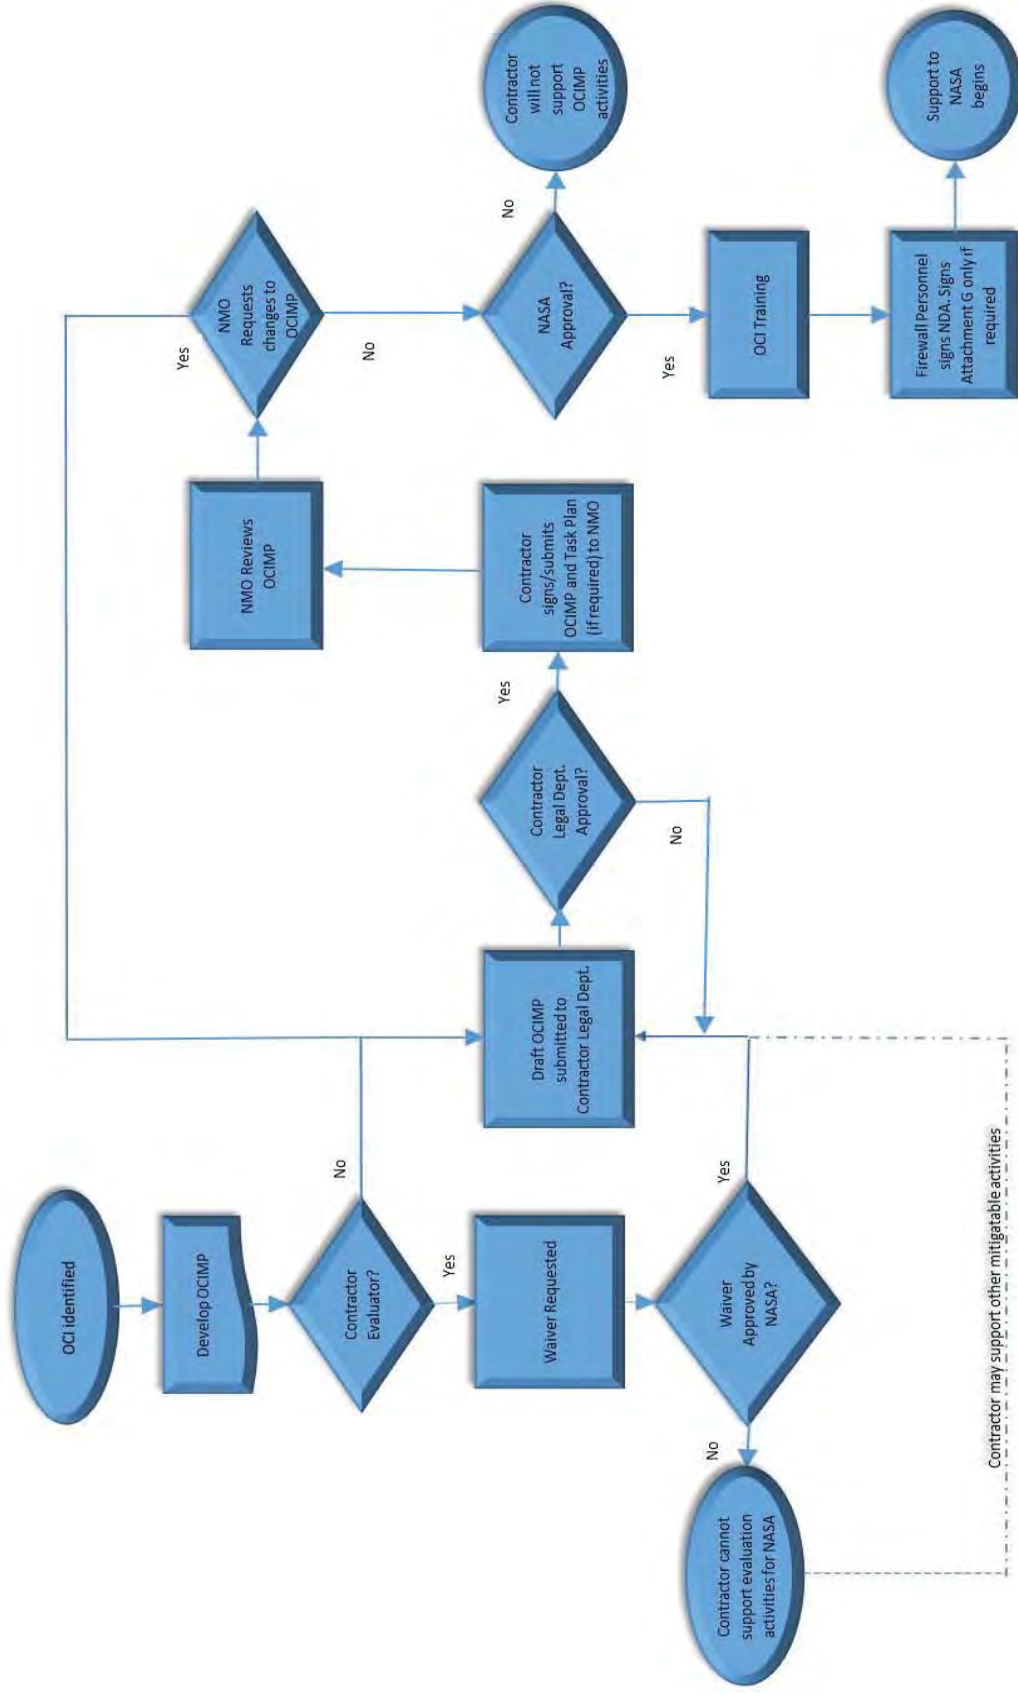 OCI identified
Develop OCIMP
Contractor
Evaluator?
No
Yes
Waiver Requested
Waiver
Approved by
NASA?
No
Yes
Contractor cannot
support evaluation
activities for NASA
Contractor may support other mitigatable activities
Draft OCIMP
submitted to
Contractor Legal Dept.
Contractor
Legal Dept.
Approval?
Yes
No
Contractor
signs/submits
OCIMP and Task Plan
(if required) to NMO
NMO Reviews
OCIMP
NMO
Requests
changes to
OCIMP
Yes
No
NASA
Approval?
No
Yes
Contractor
will not
support
OCIMP
activities
OCI Training
Firewall Personnel
signs NDA. Signs
Attachment G only if
required
Support to
NASA
begins